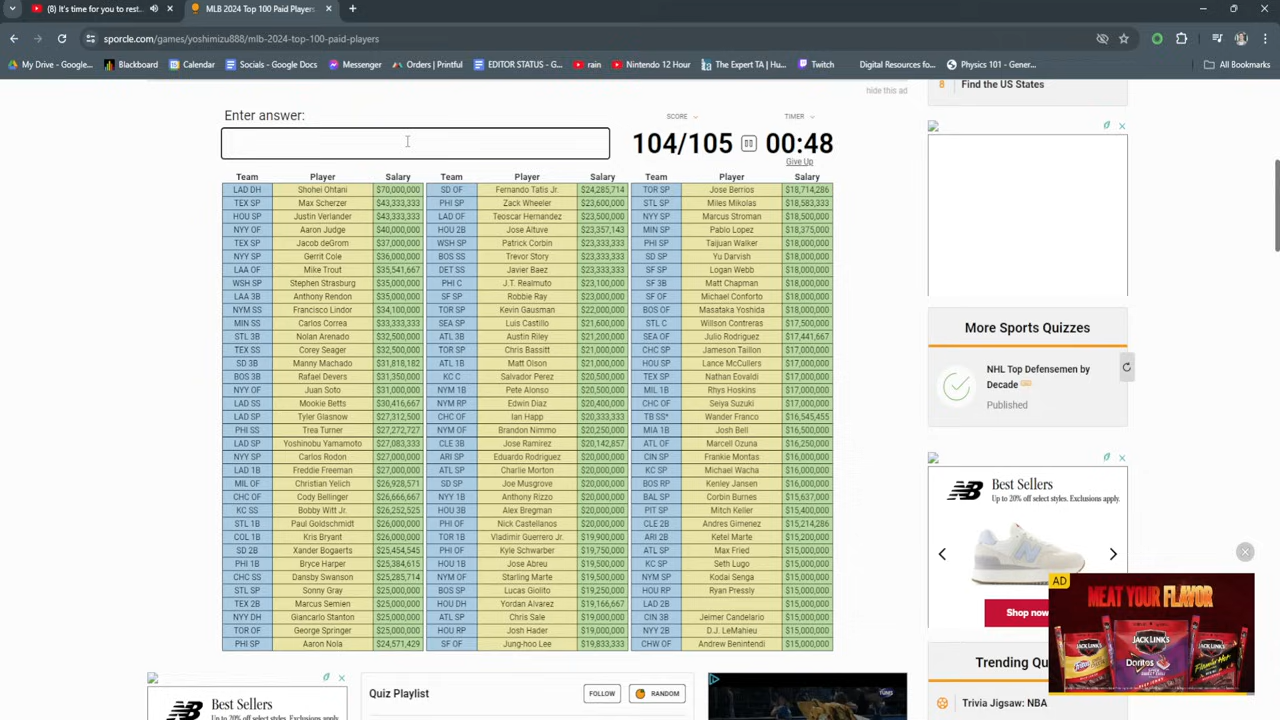 (8) It's time for you to rest
MLB 2024 Top 100 Paid Players
sporcle.com/games/yoshimizu888/mlb-2024-top-100-paid-players
My Drive - Google... Blackboard Calendar Socials - Google Docs Messenger Orders | Printful EDITOR STATUS - G... rain Nintendo 12 Hour The Expert TA | Hu... Twitch Digital Resources fo... Physics 101 - Gener... All Bookmarks
hide this ad
8 Find the US States
Enter answer:
SCORE TIMER
104/105 00:48
Give Up
Team Player Salary Team Player Salary Team Player Salary
LAD DH Shohei Ohtani $70,000,000 SD OF Fernando Tatis Jr. $24,285,714 TOR SP Jose Berrios $18,714,286
TEX SP Max Scherzer $43,333,333 PHI SP Zack Wheeler $23,600,000 STL SP Miles Mikolas $18,583,333
HOU SP Justin Verlander $43,333,333 LAD OF Teoscar Hernandez $23,500,000 NYY SP Marcus Stroman $18,500,000
NYY OF Aaron Judge $40,000,000 HOU 2B Jose Altuve $23,357,143 MIN SP Pablo Lopez $18,375,000
TEX SP Jacob deGrom $37,000,000 WSH SP Patrick Corbin $23,333,333 PHI SP Taijuan Walker $18,000,000
NYY SP Gerrit Cole $36,000,000 BOS SS Trevor Story $23,333,333 SD SP Yu Darvish $18,000,000
LAA OF Mike Trout $35,541,667 DET SS Javier Baez $23,333,333 SF SP Logan Webb $18,000,000
WSH SP Stephen Strasburg $35,000,000 PHI C J.T. Realmuto $23,100,000 SF 3B Matt Chapman $18,000,000
LAA 3B Anthony Rendon $35,000,000 SF SP Robbie Ray $23,000,000 SF OF Michael Conforto $18,000,000
NYM SS Francisco Lindor $34,100,000 TOR SP Kevin Gausman $22,000,000 BOS OF Masataka Yoshida $18,000,000
MIN SS Carlos Correa $33,333,333 SEA SP Luis Castillo $21,600,000 STL C Willson Contreras $17,500,000
STL 3B Nolan Arenado $32,500,000 ATL 3B Austin Riley $21,200,000 SEA OF Julio Rodriguez $17,441,667
TEX SS Corey Seager $32,500,000 TOR SP Chris Bassitt $21,000,000 CHC SP Jameson Taillon $17,000,000
SD 3B Manny Machado $31,818,182 ATL 1B Matt Olson $21,000,000 HOU SP Lance McCullers $17,000,000
BOS 3B Rafael Devers $31,350,000 KC C Salvador Perez $20,500,000 TEX SP Nathan Eovaldi $17,000,000
NYY OF Juan Soto $31,000,000 NYM 1B Pete Alonso $20,500,000 MIL 1B Rhys Hoskins $17,000,000
LAD SS Mookie Betts $30,416,667 NYM RP Edwin Diaz $20,400,000 CHC OF Seiya Suzuki $17,000,000
LAD SP Tyler Glasnow $27,312,500 CHC OF Ian Happ $20,333,333 TB SS* Wander Franco $16,545,455
PHI SS Trea Turner $27,272,727 NYM OF Brandon Nimmo $20,250,000 MIA 1B Josh Bell $16,500,000
LAD SP Yoshinobu Yamamoto $27,083,333 CLE 3B Jose Ramirez $20,142,857 ATL OF Marcell Ozuna $16,250,000
NYY SP Carlos Rodon $27,000,000 ARI SP Eduardo Rodriguez $20,000,000 CIN SP Frankie Montas $16,000,000
LAD 1B Freddie Freeman $27,000,000 ATL SP Charlie Morton $20,000,000 KC SP Michael Wacha $16,000,000
MIL OF Christian Yelich $26,928,571 SD SP Joe Musgrove $20,000,000 BOS RP Kenley Jansen $16,000,000
CHC OF Cody Bellinger $26,666,667 NYY 1B Anthony Rizzo $20,000,000 BAL SP Corbin Burnes $15,637,000
KC SS Bobby Witt Jr. $26,252,525 HOU 3B Alex Bregman $20,000,000 PIT SP Mitch Keller $15,400,000
STL 1B Paul Goldschmidt $26,000,000 PHI OF Nick Castellanos $20,000,000 CLE 2B Andres Gimenez $15,214,286
COL 1B Kris Bryant $26,000,000 TOR 1B Vladimir Guerrero Jr. $19,900,000 ARI 2B Ketel Marte $15,200,000
SD 2B Xander Bogaerts $25,454,545 PHI OF Kyle Schwarber $19,750,000 ATL SP Max Fried $15,000,000
PHI 1B Bryce Harper $25,384,615 HOU 1B Jose Abreu $19,500,000 KC SP Seth Lugo $15,000,000
CHC SS Dansby Swanson $25,285,714 NYM OF Starling Marte $19,500,000 NYM SP Kodai Senga $15,000,000
STL SP Sonny Gray $25,000,000 BOS SP Lucas Giolito $19,250,000 HOU RP Ryan Pressly $15,000,000
TEX 2B Marcus Semien $25,000,000 HOU DH Yordan Alvarez $19,166,667 LAD 2B $15,000,000
NYY DH Giancarlo Stanton $25,000,000 ATL SP Chris Sale $19,000,000 CIN 3B Jeimer Candelario $15,000,000
TOR OF George Springer $25,000,000 HOU RP Josh Hader $19,000,000 NYY 2B D.J. LeMahieu $15,000,000
PHI SP Aaron Nola $24,571,429 SF OF Jung-hoo Lee $19,833,333 CHW OF Andrew Benintendi $15,000,000
More Sports Quizzes
NHL Top Defensemen by
Decade
Published
Best Sellers
Up to 20% off select styles. Exclusions apply.
Shop now
AD
MEAT YOUR FLAVOR
JACK LINK'S
Doritos
Trending Qu
Trivia Jigsaw: NBA
Best Sellers
Quiz Playlist FOLLOW RANDOM